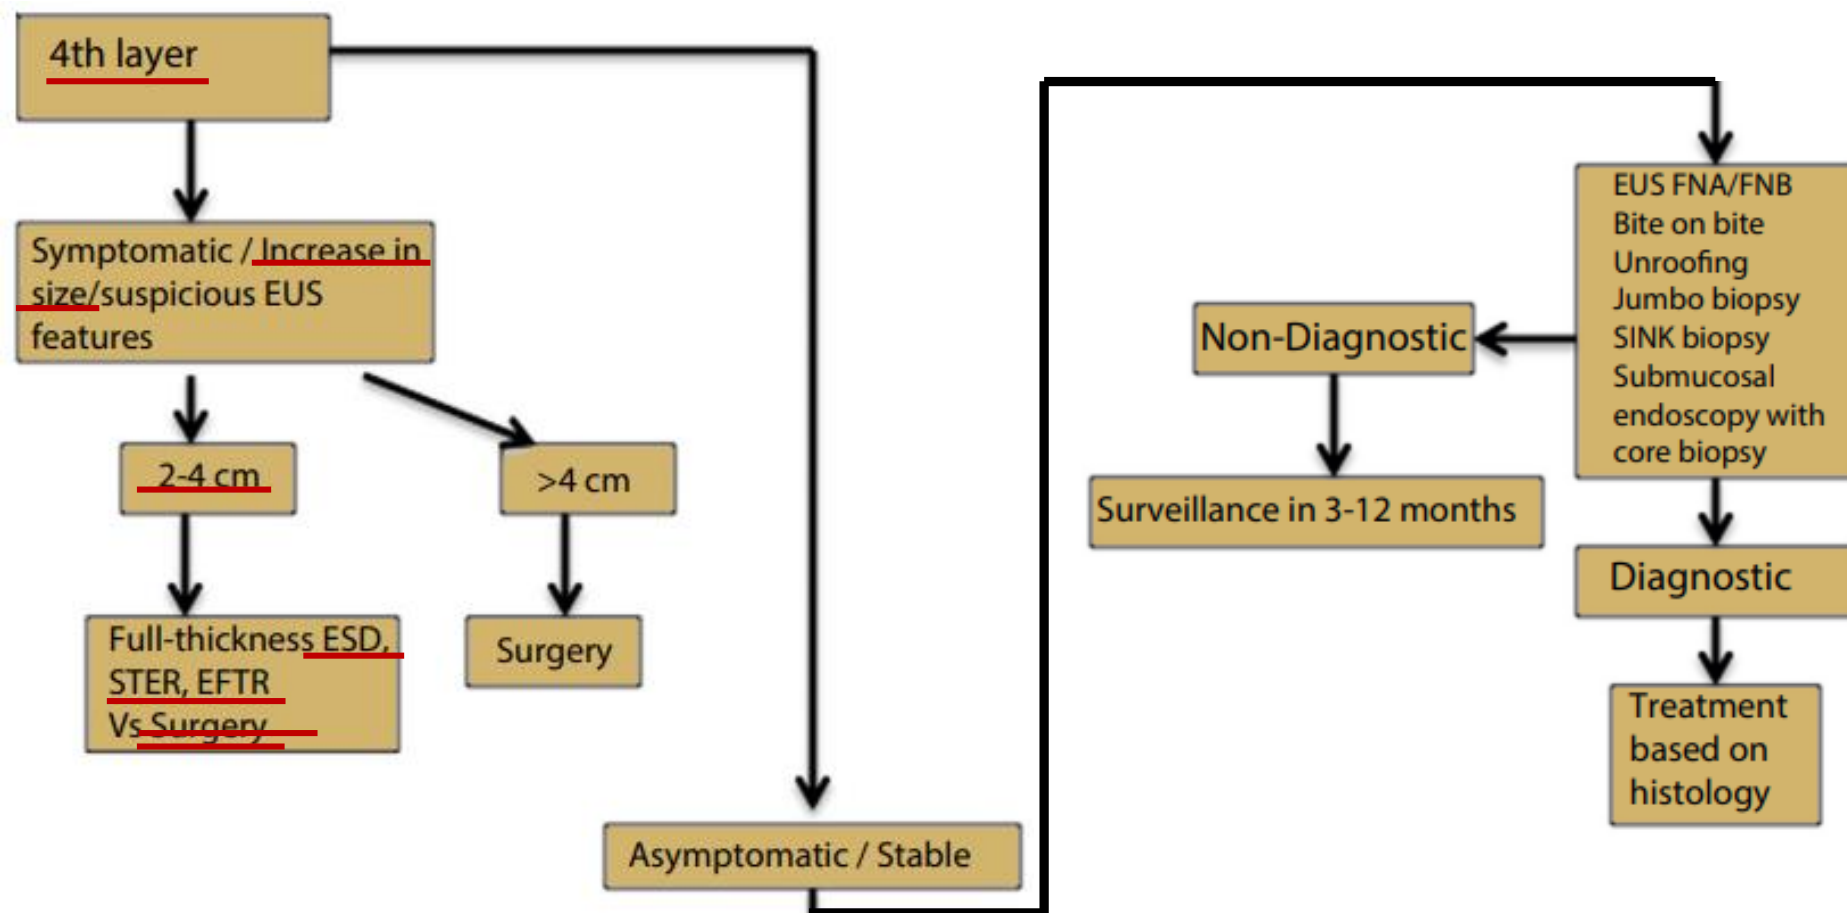 4th layer
Symptomatic / Increase in
size/suspicious EUS
features
2-4 cm
>4 cm
Full-thickness ESD,
STER, EFTR
Vs Surgery
Surgery
Asymptomatic / Stable
EUS FNA/FNB
Bite on bite
Unroofing
Jumbo biopsy
SINK biopsy
Submucosal
endoscopy with
core biopsy
Non-Diagnostic
Surveillance in 3-12 months
Diagnostic
Treatment
based on
histology